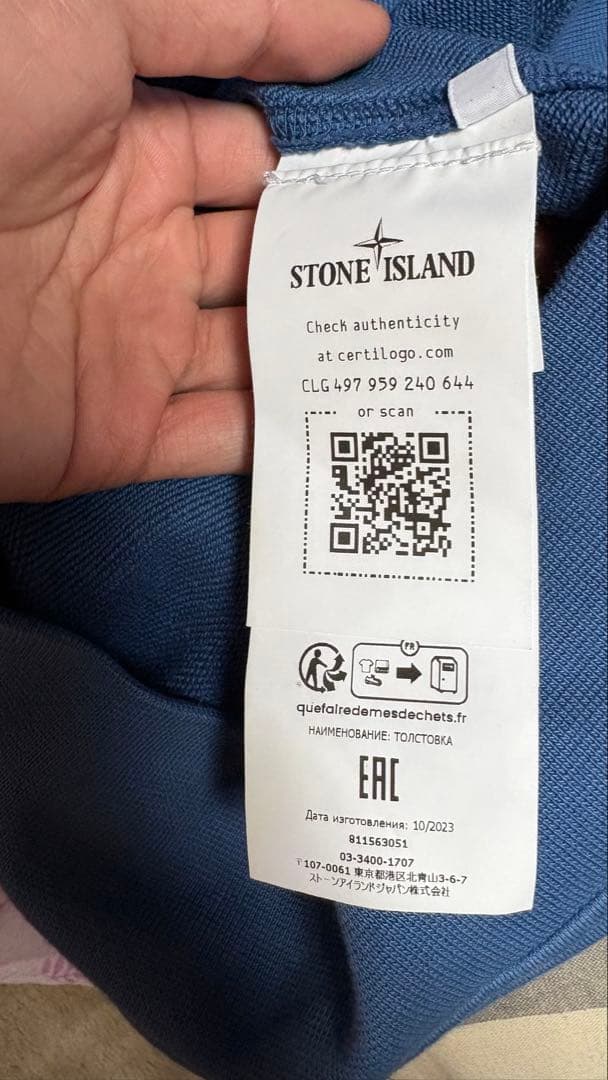 STONE ISLAND
Check authenticity
at certilogo.com
CLG 497 959 240 644
or scan
FR
quefairedemesdechets.fr
НАИМЕНОВАНИЕ: ТОЛСТОВКА
EAC
Дата изготовления: 10/2023
811563051
03-3400-1707
〒107-0061 東京都港区北青山3-6-7
ストーンアイランドジャパン株式会社